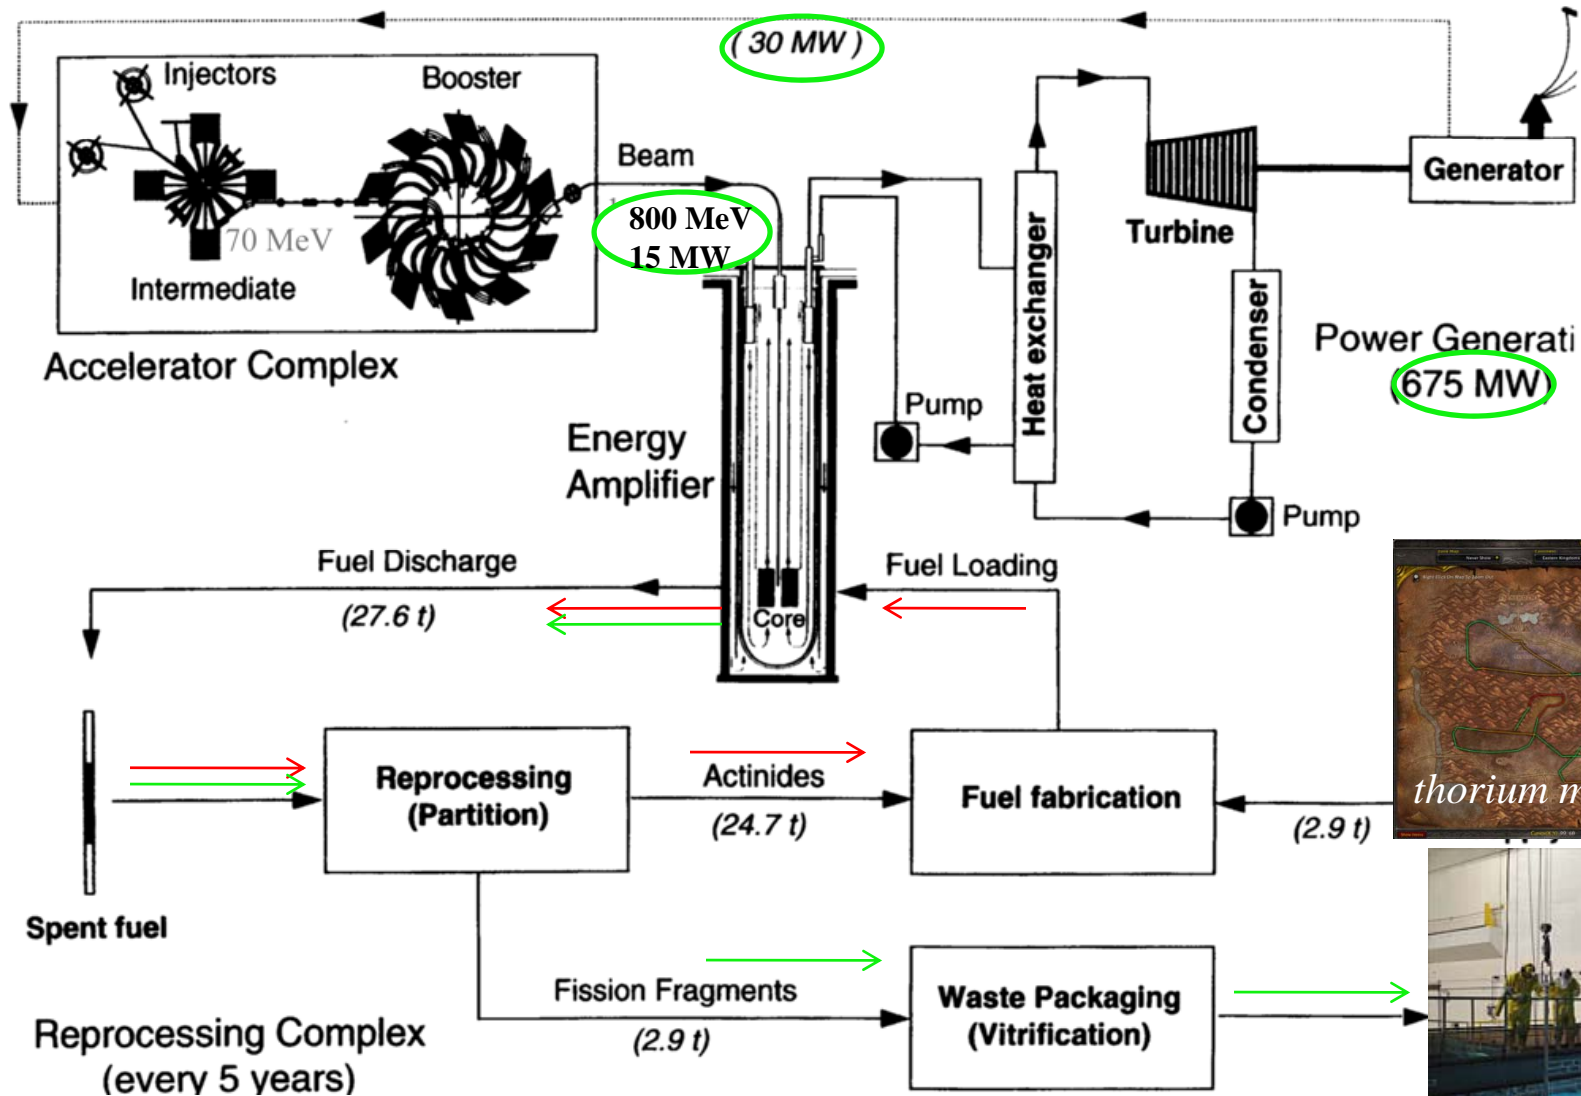 ( 30 MW )
Injectors
Booster
Beam
800 MeV
15 MW
70 MeV
Intermediate
Accelerator Complex
Generator
Turbine
Heat exchanger
Condenser
Power Generati
(675 MW)
Pump
Energy
Amplifier
Pump
Fuel Discharge
(27.6 t)
Fuel Loading
Core
Reprocessing
(Partition)
Actinides
(24.7 t)
Fuel fabrication
(2.9 t)
thorium m
Spent fuel
Fission Fragments
(2.9 t)
Waste Packaging
(Vitrification)
Reprocessing Complex
(every 5 years)